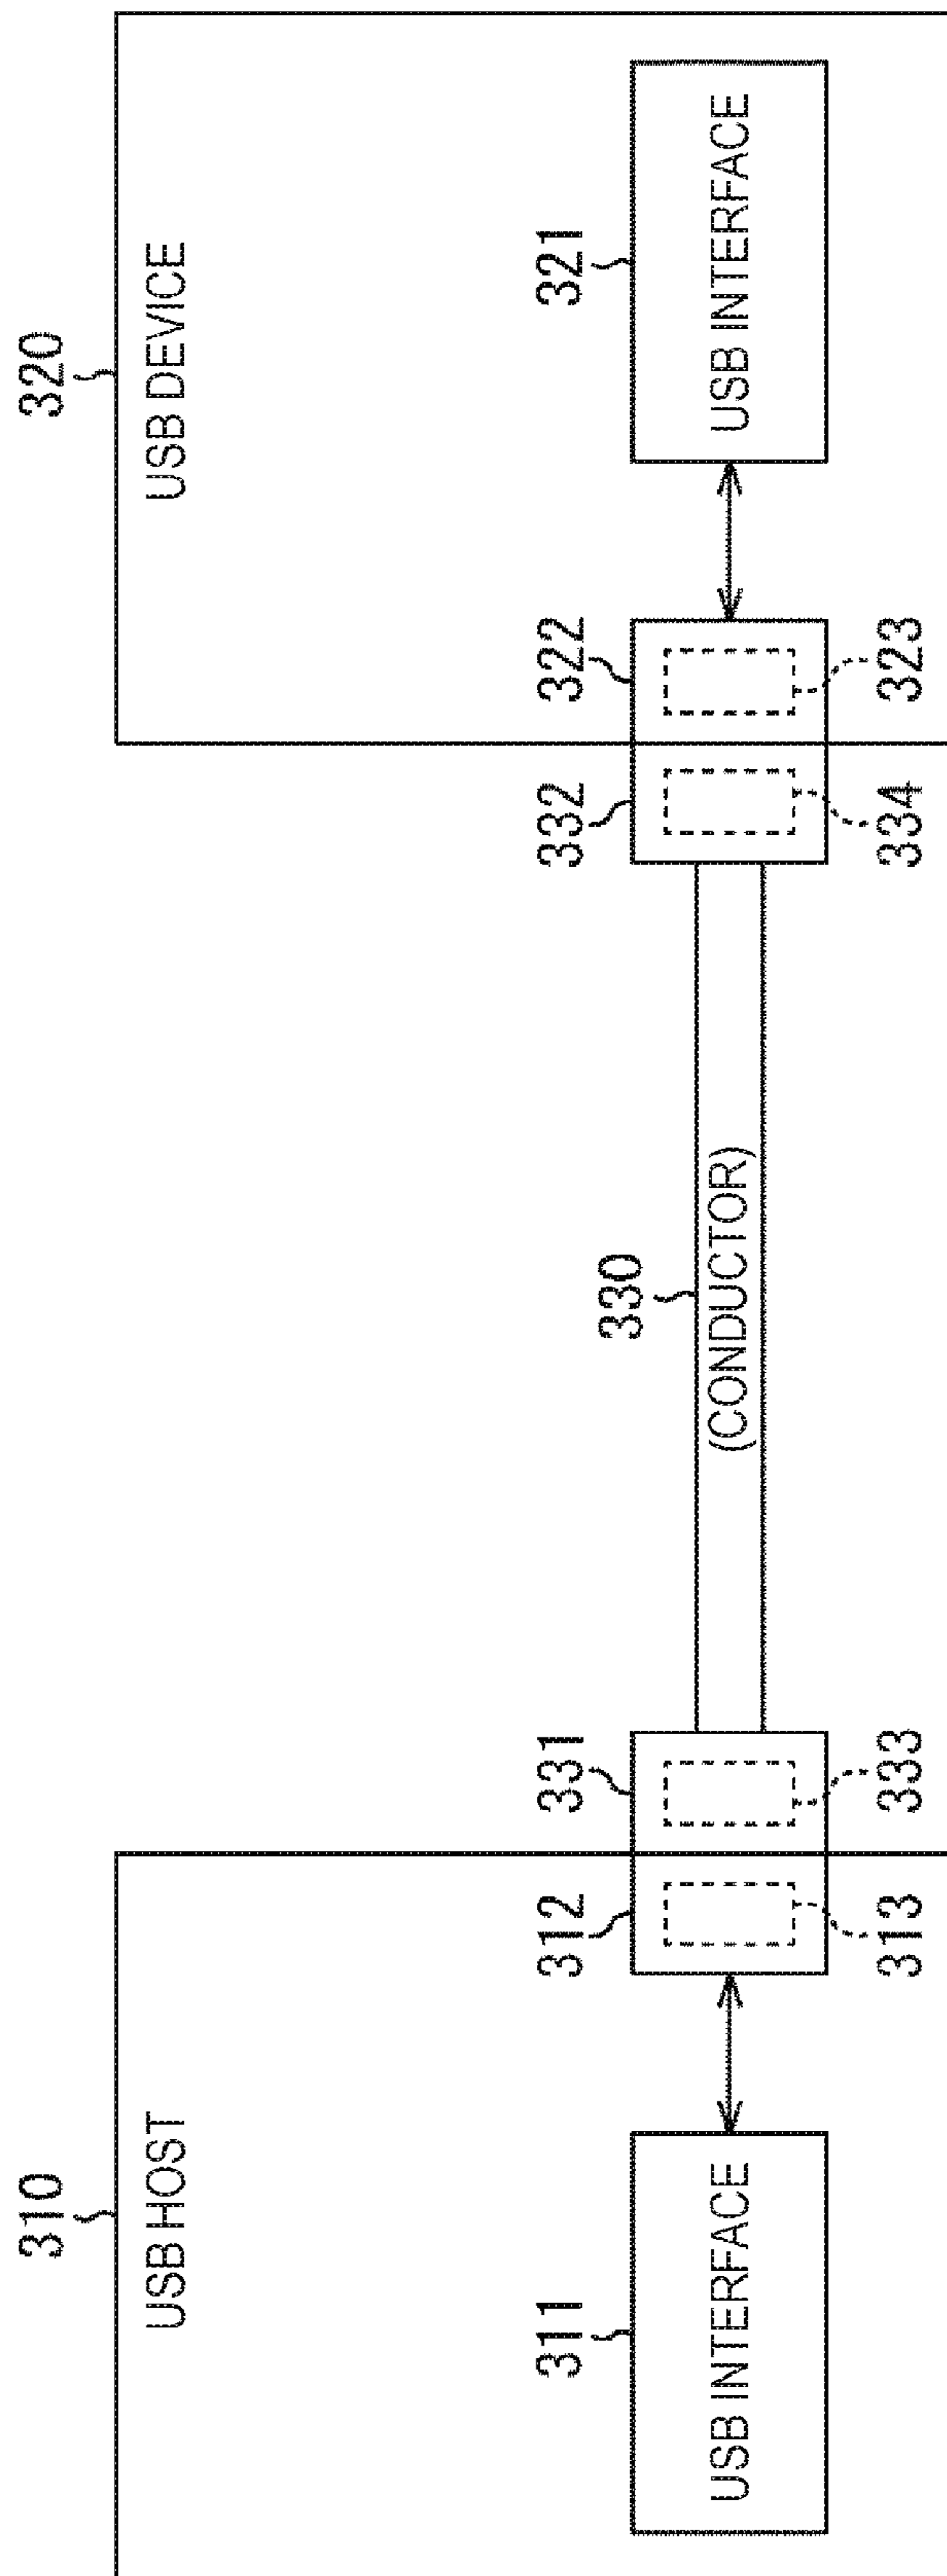 310
USB HOST
311
USB INTERFACE
312
313
331
333
330
(CONDUCTOR)
332
334
322
323
320
USB DEVICE
321
USB INTERFACE